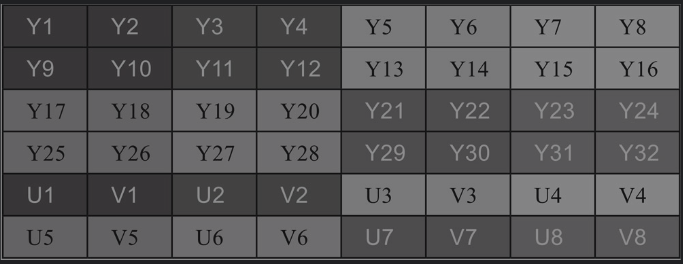 Y1 Y2 Y3 Y4 Y5 Y6 Y7 Y8
Y9 Y10 Y11 Y12 Y13 Y14 Y15 Y16
Y17 Y18 Y19 Y20 Y21 Y22 Y23 Y24
Y25 Y26 Y27 Y28 Y29 Y30 Y31 Y32
U1 V1 U2 V2 U3 V3 U4 V4
U5 V5 U6 V6 U7 V7 U8 V8